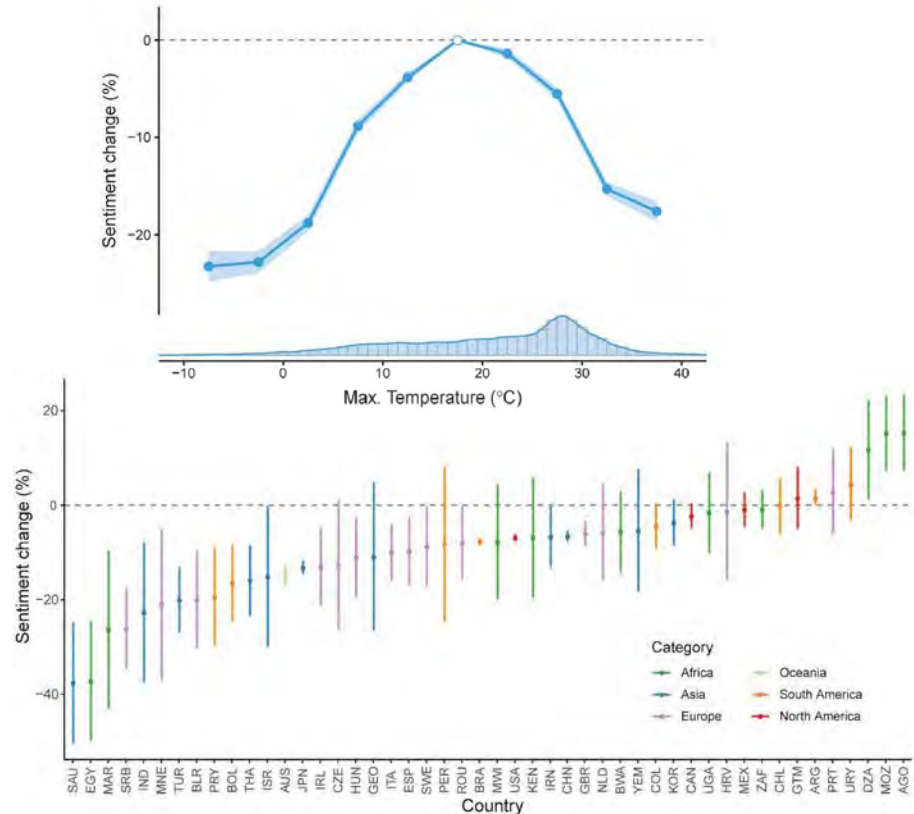 Sentiment change (%)
0
−10
−20
−10 0 10 20 30 40
Max. Temperature (°C)
Sentiment change (%)
20
0
−20
−40
Category
Africa Oceania
Asia South America
Europe North America
SAU EGY MAR SRB IND MNE TUR BLR PRY BOL THA ISR AUS JPN IRL CZE HUN GEO ITA ESP SWE PER ROU BRA MWI USA KEN IRN CHN GBR NLD BWA YEM COL KOR CAN UGA HRV MEX ZAF CHL GTM ARG PRT URY DZA MOZ AGO
Country